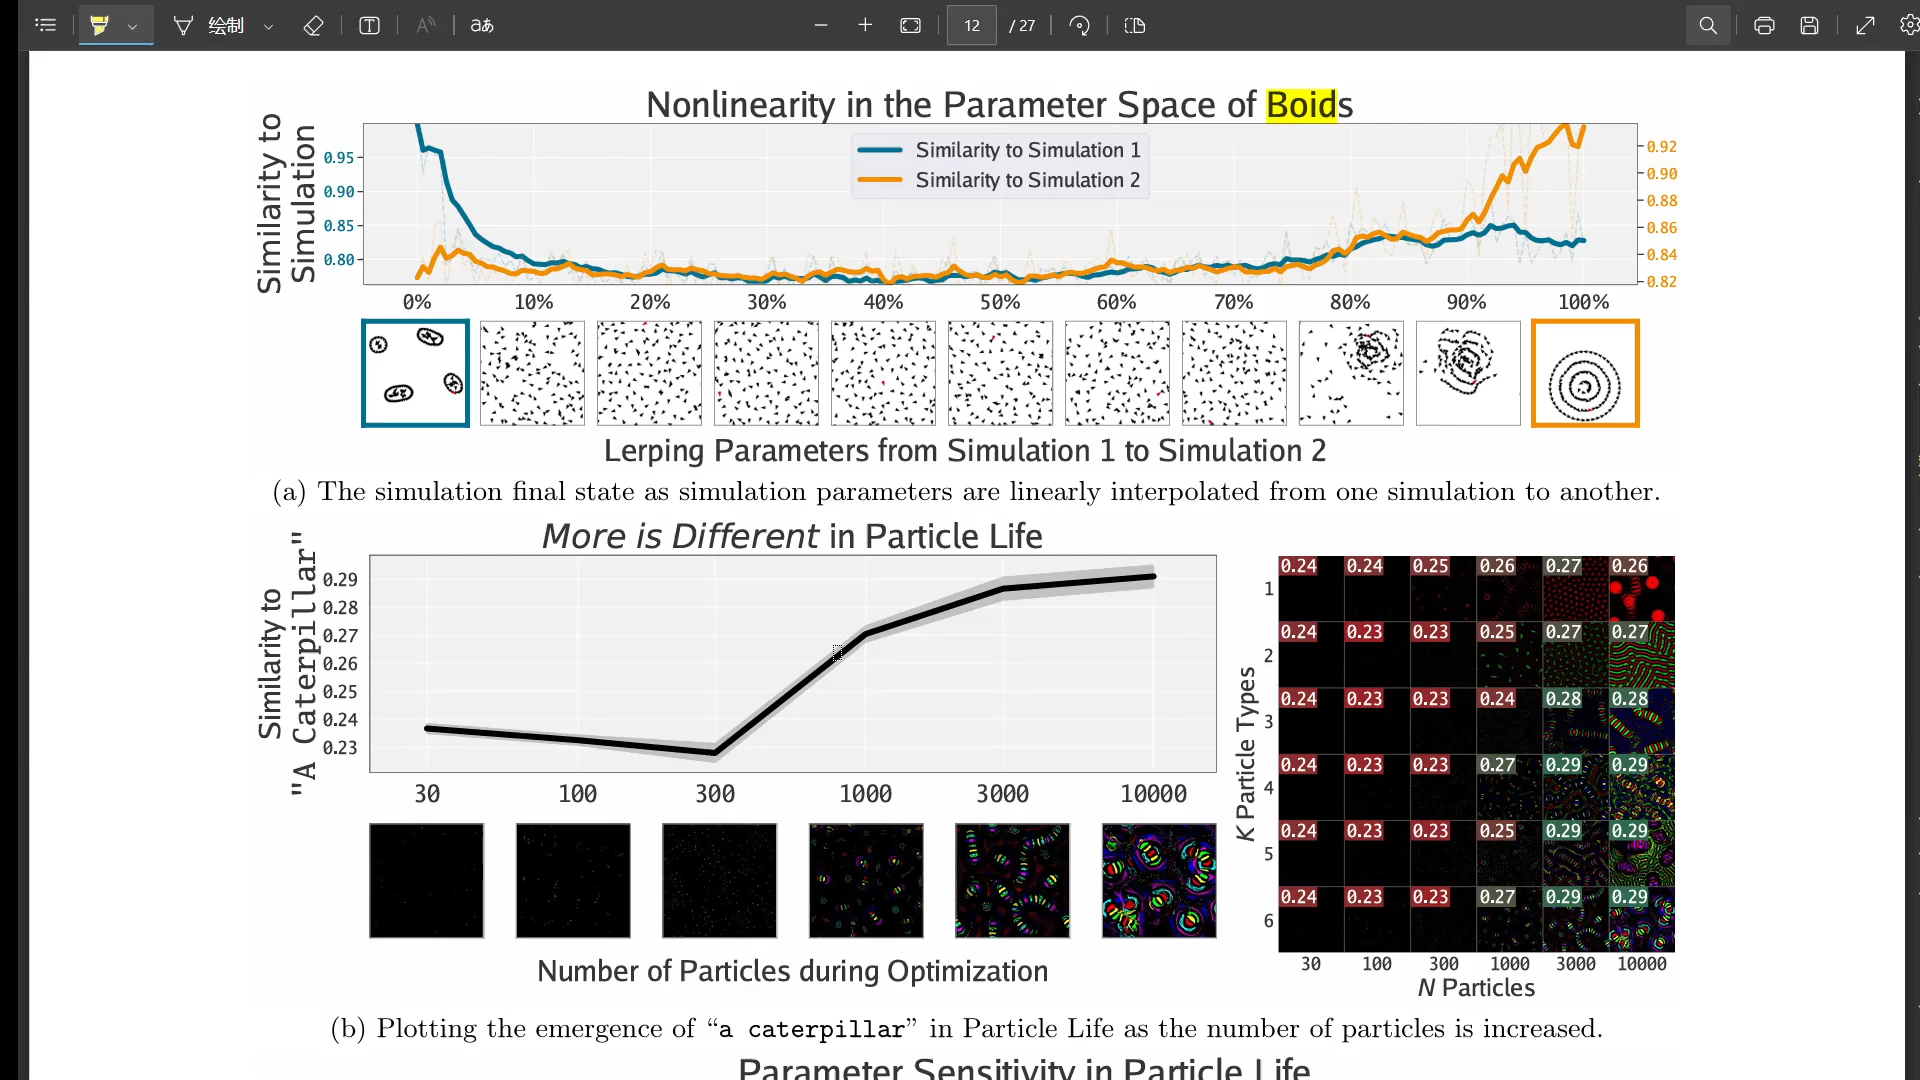 绘制 aあ 12 / 27
Nonlinearity in the Parameter Space of Boids
Similarity to
Simulation
0.95
0.90
0.85
0.80
Similarity to Simulation 1
Similarity to Simulation 2
0.92
0.90
0.88
0.86
0.84
0.82
0% 10% 20% 30% 40% 50% 60% 70% 80% 90% 100%
Lerping Parameters from Simulation 1 to Simulation 2
(a) The simulation final state as simulation parameters are linearly interpolated from one simulation to another.
More is Different in Particle Life
Similarity to
"A Caterpillar"
0.29
0.28
0.27
0.26
0.25
0.24
0.23
30 100 300 1000 3000 10000
Number of Particles during Optimization
K Particle Types
1 0.24 0.24 0.25 0.26 0.27 0.26
2 0.24 0.23 0.23 0.25 0.27 0.27
3 0.24 0.23 0.23 0.24 0.28 0.28
4 0.24 0.23 0.23 0.27 0.29 0.29
5 0.24 0.23 0.23 0.25 0.29 0.29
6 0.24 0.23 0.23 0.27 0.29 0.29
30 100 300 1000 3000 10000
N Particles
(b) Plotting the emergence of “a caterpillar” in Particle Life as the number of particles is increased.
Parameter Sensitivity in Particle Life